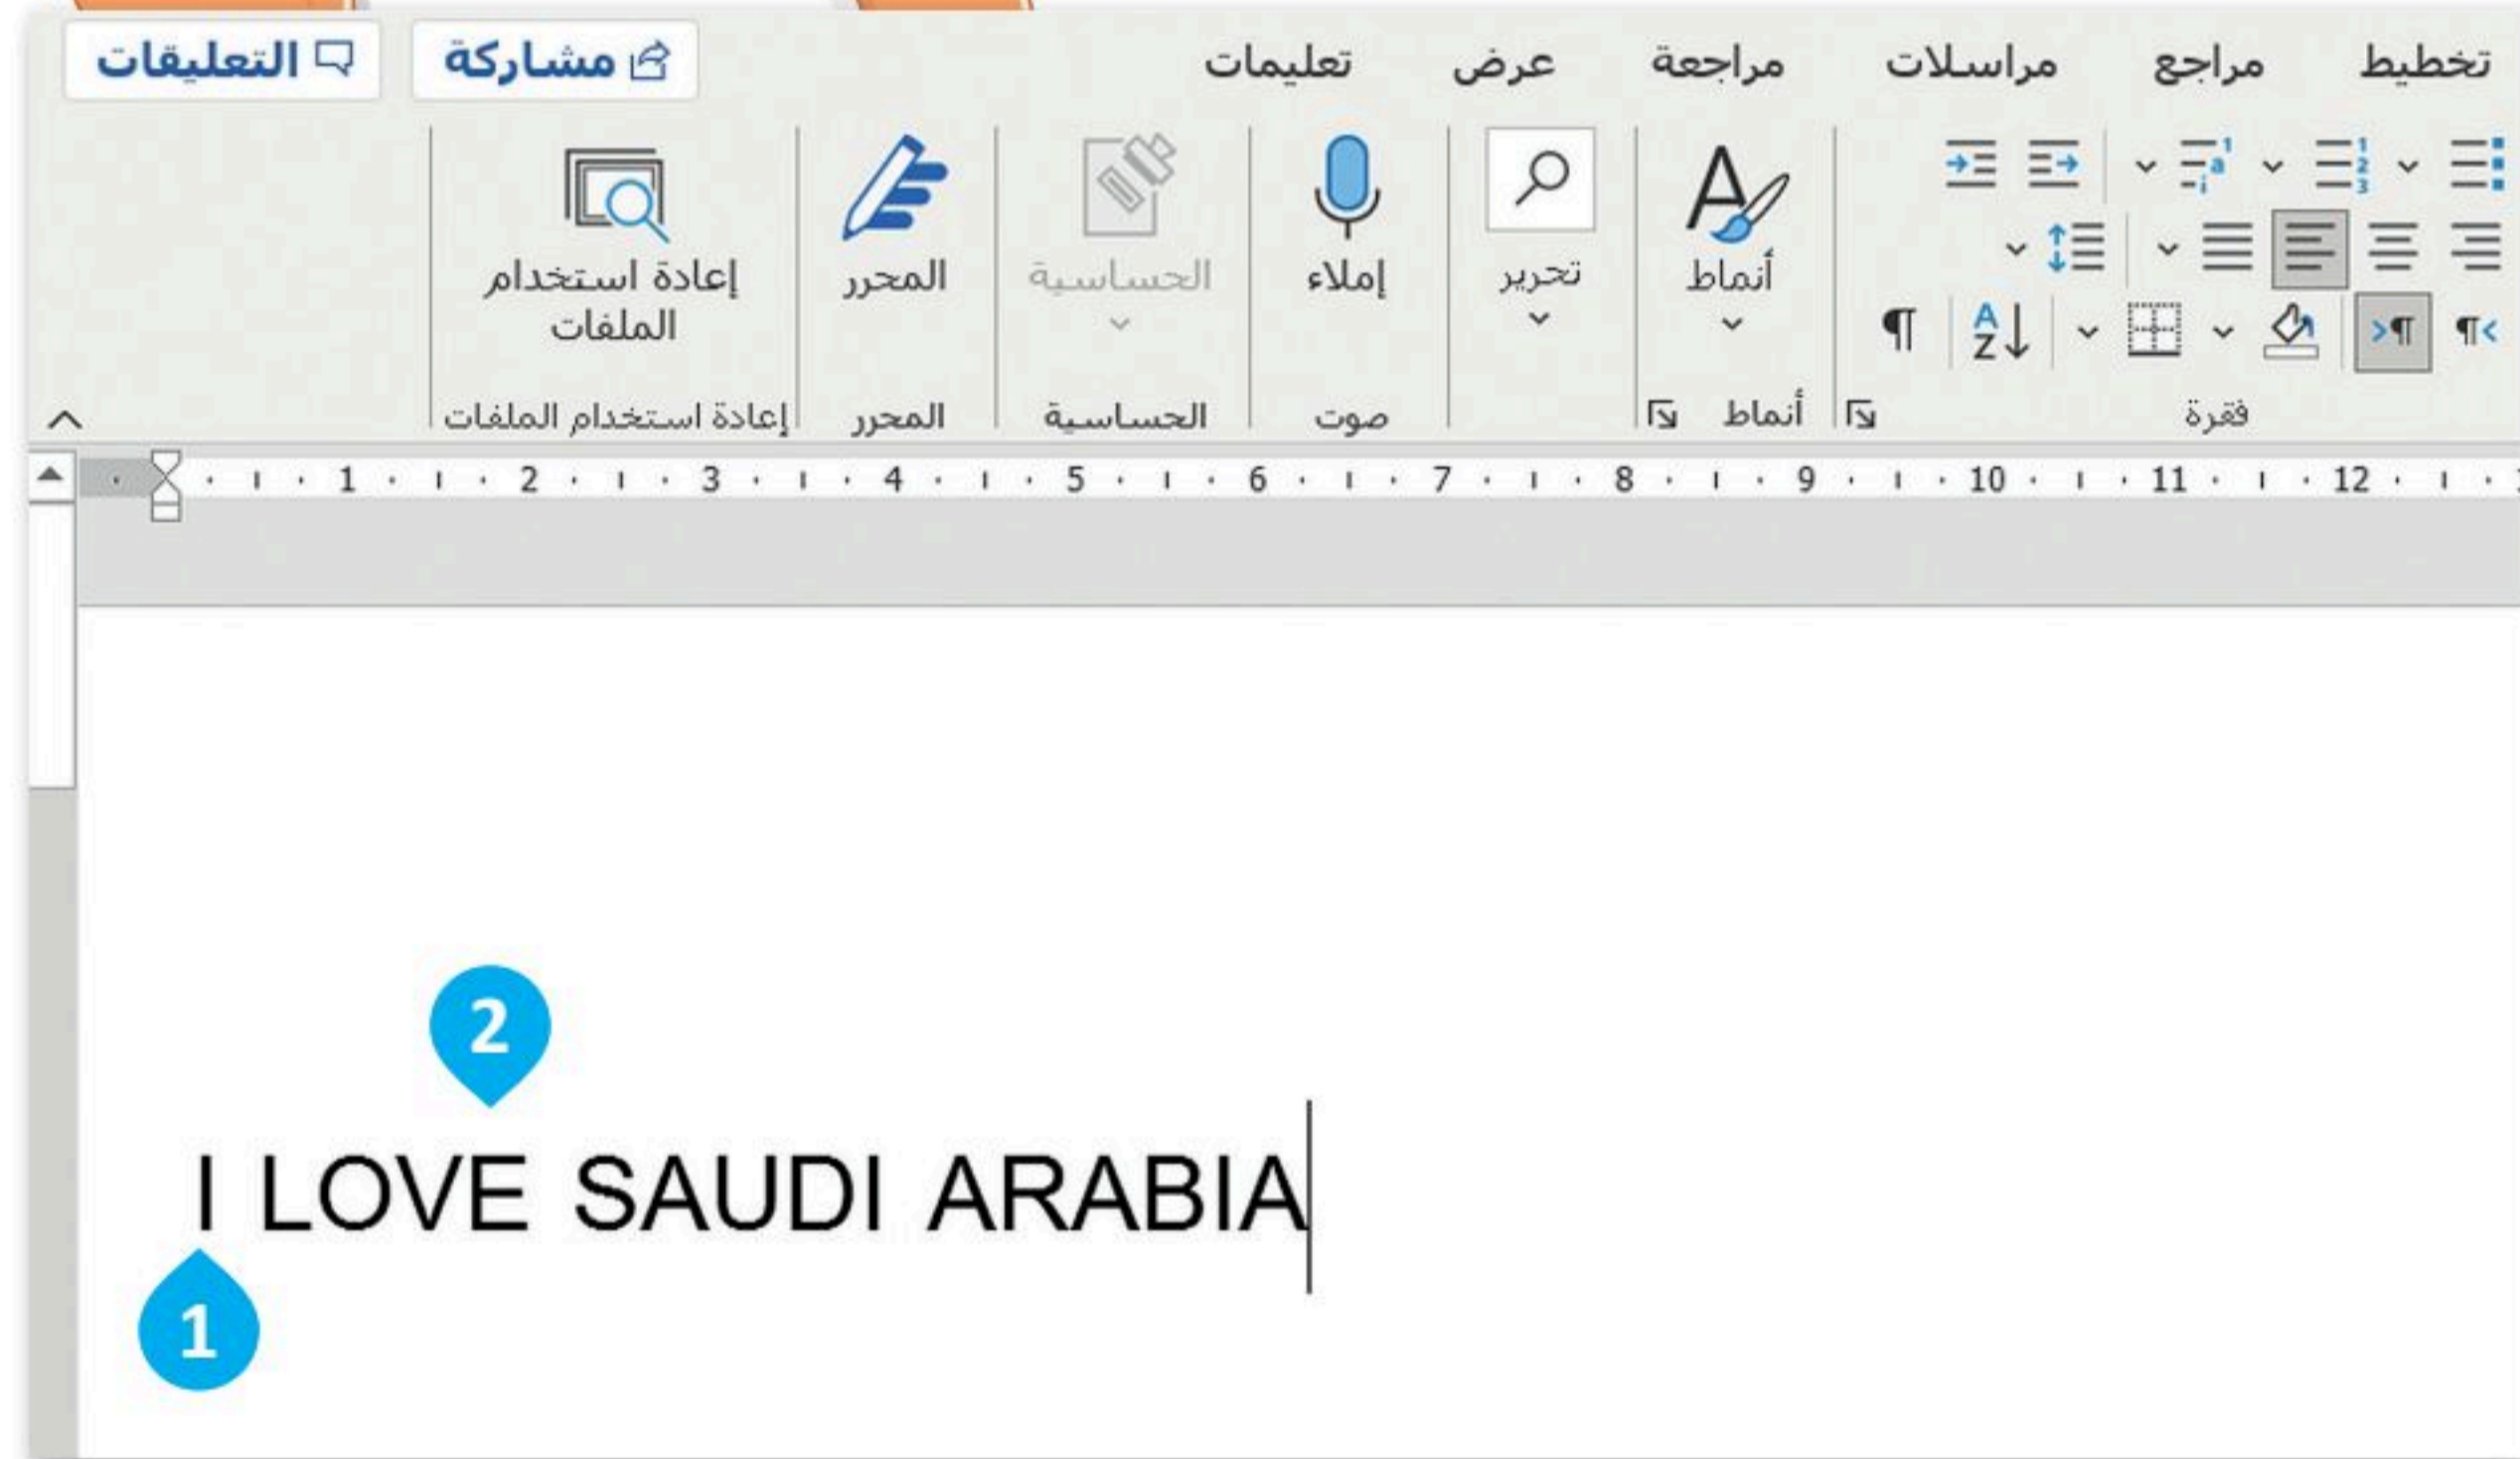 تخطيط مراجع مراسلات مراجعة عرض تعليمات مشاركة التعليقات
أنماط تحرير إملاء الحساسية المحرر إعادة استخدام الملفات
فقرة أنماط صوت الحساسية المحرر إعادة استخدام الملفات
1 2 3 4 5 6 7 8 9 10 11 12
2
I LOVE SAUDI ARABIA
1